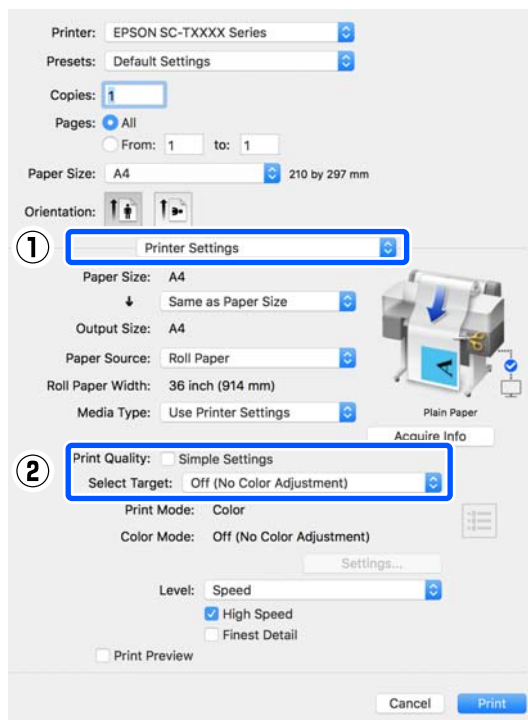 Printer: EPSON SC-TXXXX Series
Presets: Default Settings
Copies: 1
Pages: All
From: 1 to: 1
Paper Size: A4 210 by 297 mm
Orientation:
1 Printer Settings
Paper Size: A4
Same as Paper Size
Output Size: A4
Paper Source: Roll Paper
Roll Paper Width: 36 inch (914 mm)
Media Type: Use Printer Settings
Plain Paper
Acquire Info
2 Print Quality: Simple Settings
Select Target: Off (No Color Adjustment)
Print Mode: Color
Color Mode: Off (No Color Adjustment)
Settings...
Level: Speed
High Speed
Finest Detail
Print Preview
Cancel Print